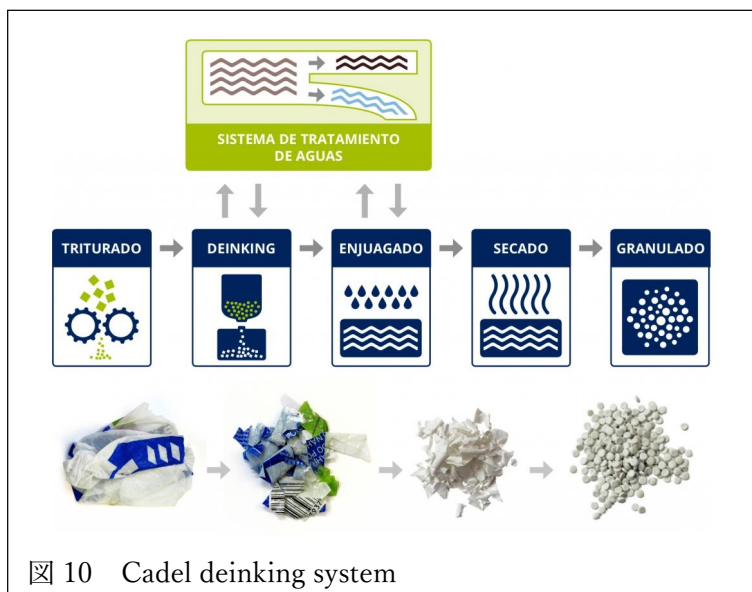 SISTEMA DE TRATAMIENTO
DE AGUAS
TRITURADO
DEINKING
ENJUAGADO
SECADO
GRANULADO
図 10 Cadel deinking system